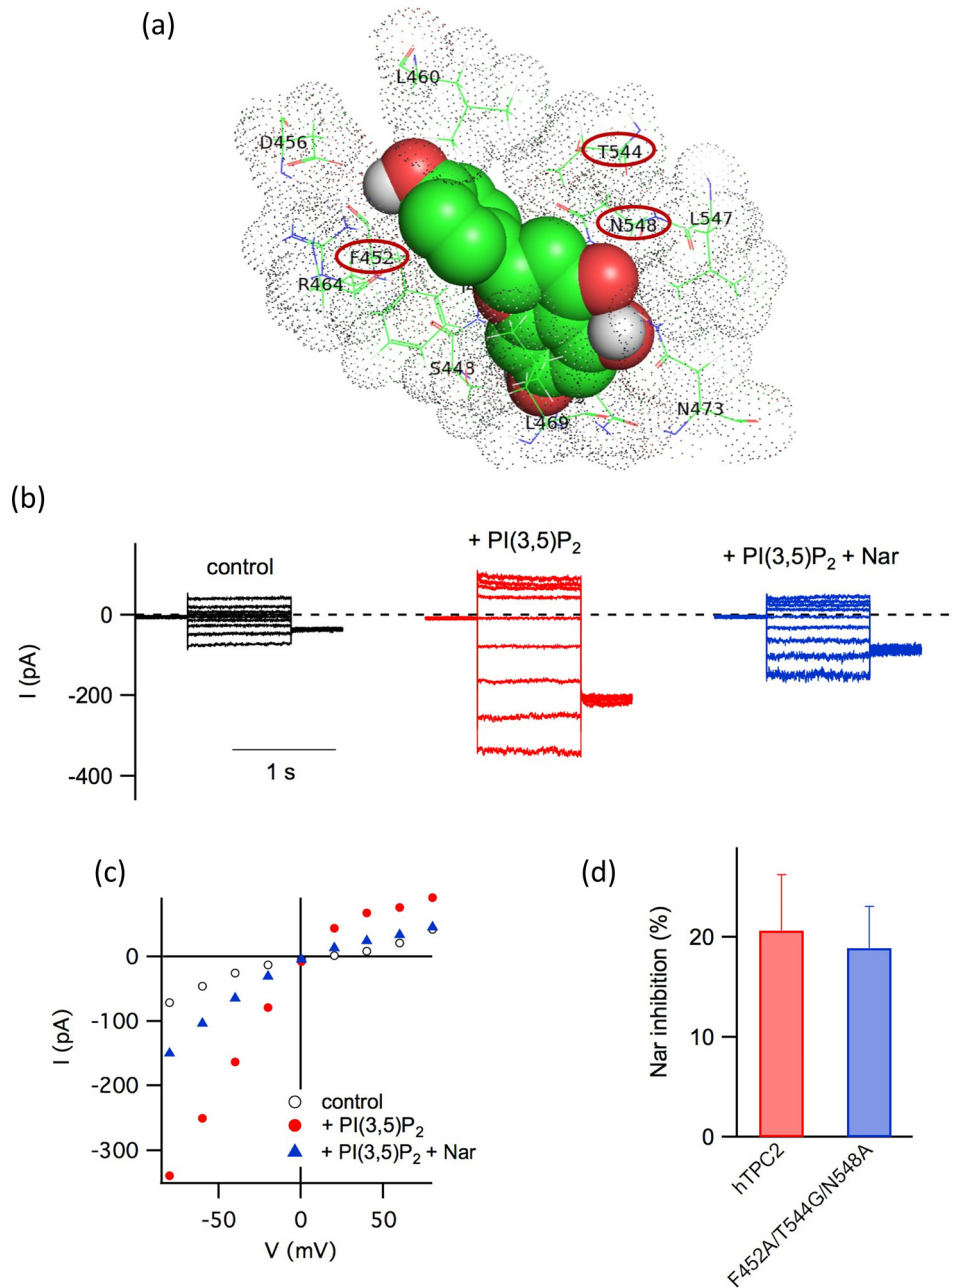 (a)
L460
D456
T544
N548
L547
F452
R464
S443
N473
L469
(b)
control
+ PI(3,5)P₂
+ PI(3,5)P₂ + Nar
I (pA)
0
-200
-400
1 s
(c)
I (pA)
0
-100
-200
-300
control
+ PI(3,5)P₂
+ PI(3,5)P₂ + Nar
-50
0
50
V (mV)
(d)
Nar inhibition (%)
20
10
0
hTPC2
F452A/T544G/N548A